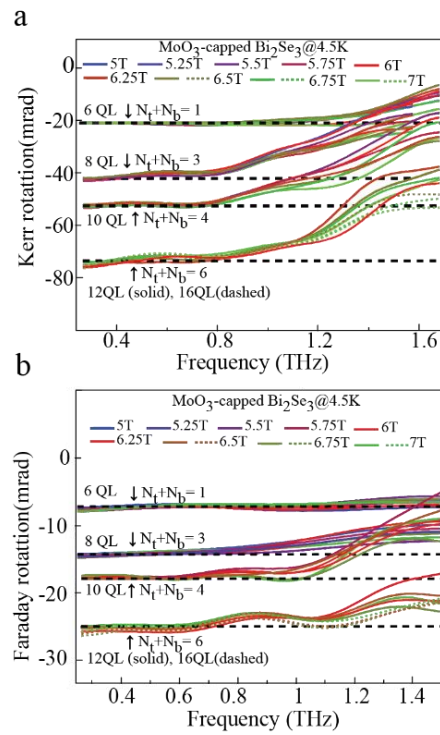 a
MoO3-capped Bi2Se3@4.5K
5T 5.25T 5.5T 5.75T 6T
6.25T 6.5T 6.75T 7T
0
-20
-40
-60
-80
6 QL ↓ Nt+Nb= 1
8 QL ↓ Nt+Nb= 3
10 QL ↑ Nt+Nb= 4
↑ Nt+Nb= 6
12QL (solid), 16QL(dashed)
Kerr rotation(mrad)
0.4 0.8 1.2 1.6
Frequency (THz)
b
MoO3-capped Bi2Se3@4.5K
5T 5.25T 5.5T 5.75T 6T
6.25T 6.5T 6.75T 7T
0
-10
-20
-30
6 QL ↓ Nt+Nb= 1
8 QL ↓ Nt+Nb= 3
10 QL↑ Nt+Nb= 4
↑ Nt+Nb= 6
12QL (solid), 16QL(dashed)
Faraday rotattion(mrad)
0.4 0.6 0.8 1 1.2 1.4
Frequency (THz)